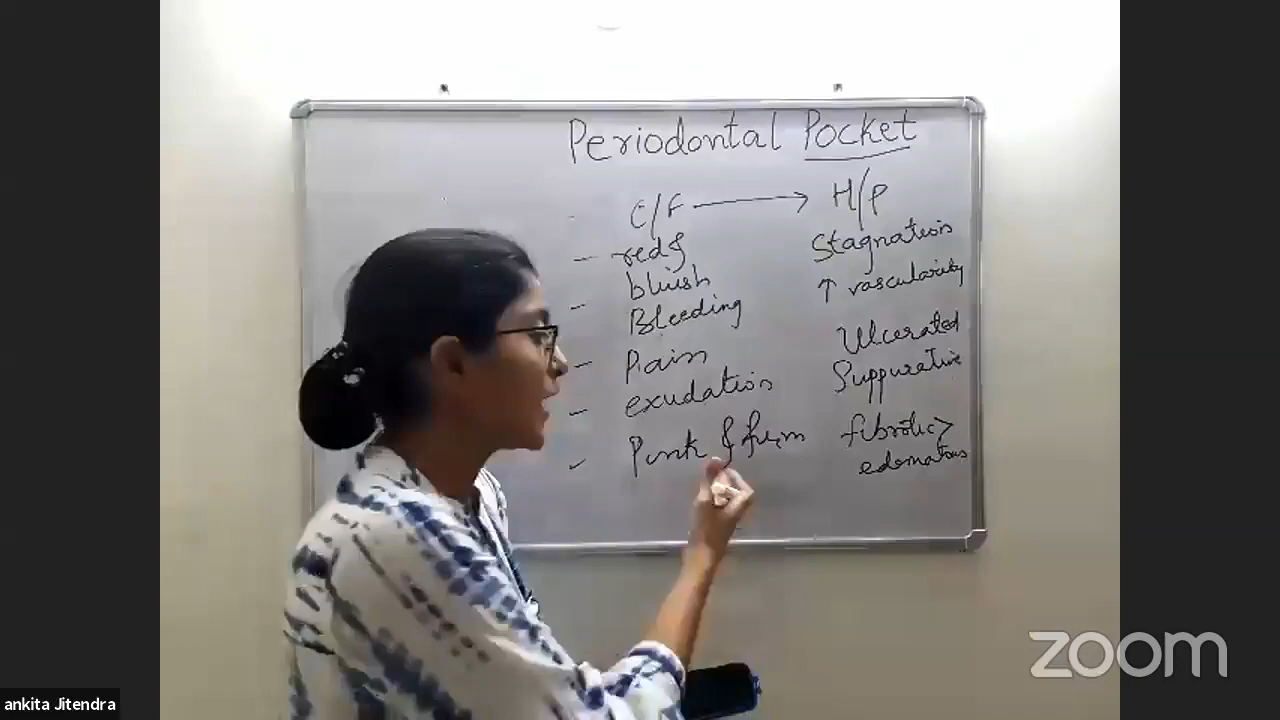 Periodontal Pocket
C/F → H/P
- red & Stagnation
bluish
- Bleeding ↑ vascularity
- Pain Ulcerated
- exudation Suppurative
- Pink & firm fibrotic >
edematous
zoom
ankita Jitendra